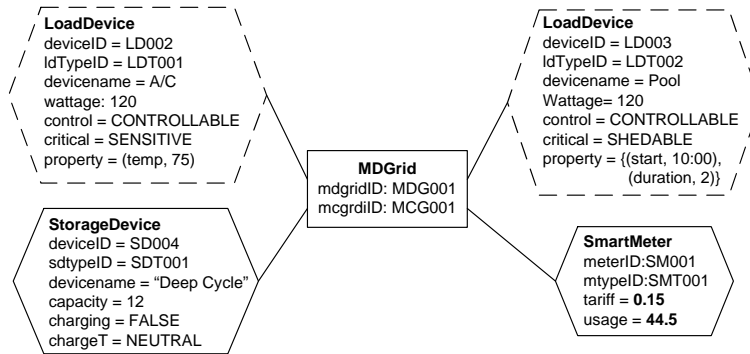 LoadDevice
deviceID = LD002
ldTypeID = LDT001
devicename = A/C
wattage: 120
control = CONTROLLABLE
critical = SENSITIVE
property = (temp, 75)
LoadDevice
deviceID = LD003
ldTypeID = LDT002
devicename = Pool
Wattage= 120
control = CONTROLLABLE
critical = SHEDABLE
property = {(start, 10:00),
(duration, 2)}
MDGrid
mdgridID: MDG001
mcgrdiID: MCG001
StorageDevice
deviceID = SD004
sdtypeID = SDT001
devicename = “Deep Cycle”
capacity = 12
charging = FALSE
chargeT = NEUTRAL
SmartMeter
meterID:SM001
mtypeID:SMT001
tariff = 0.15
usage = 44.5